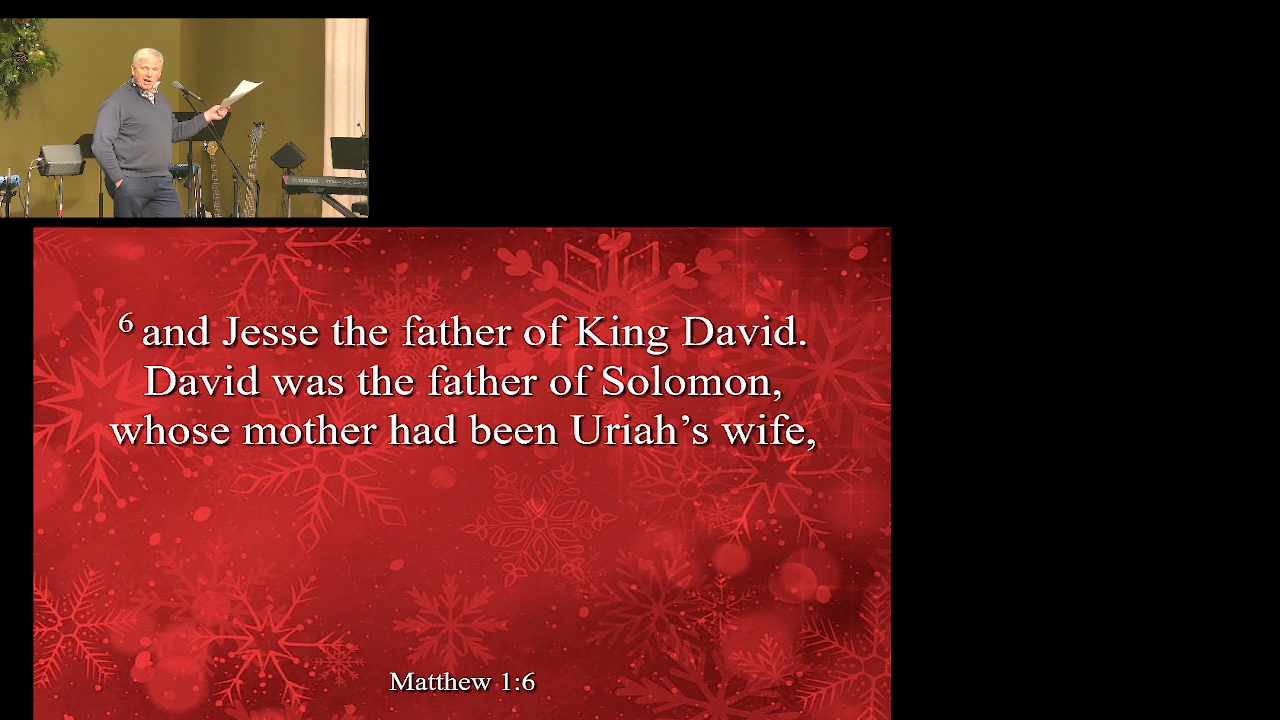 6 and Jesse the father of King David.
David was the father of Solomon,
whose mother had been Uriah’s wife,
Matthew 1:6